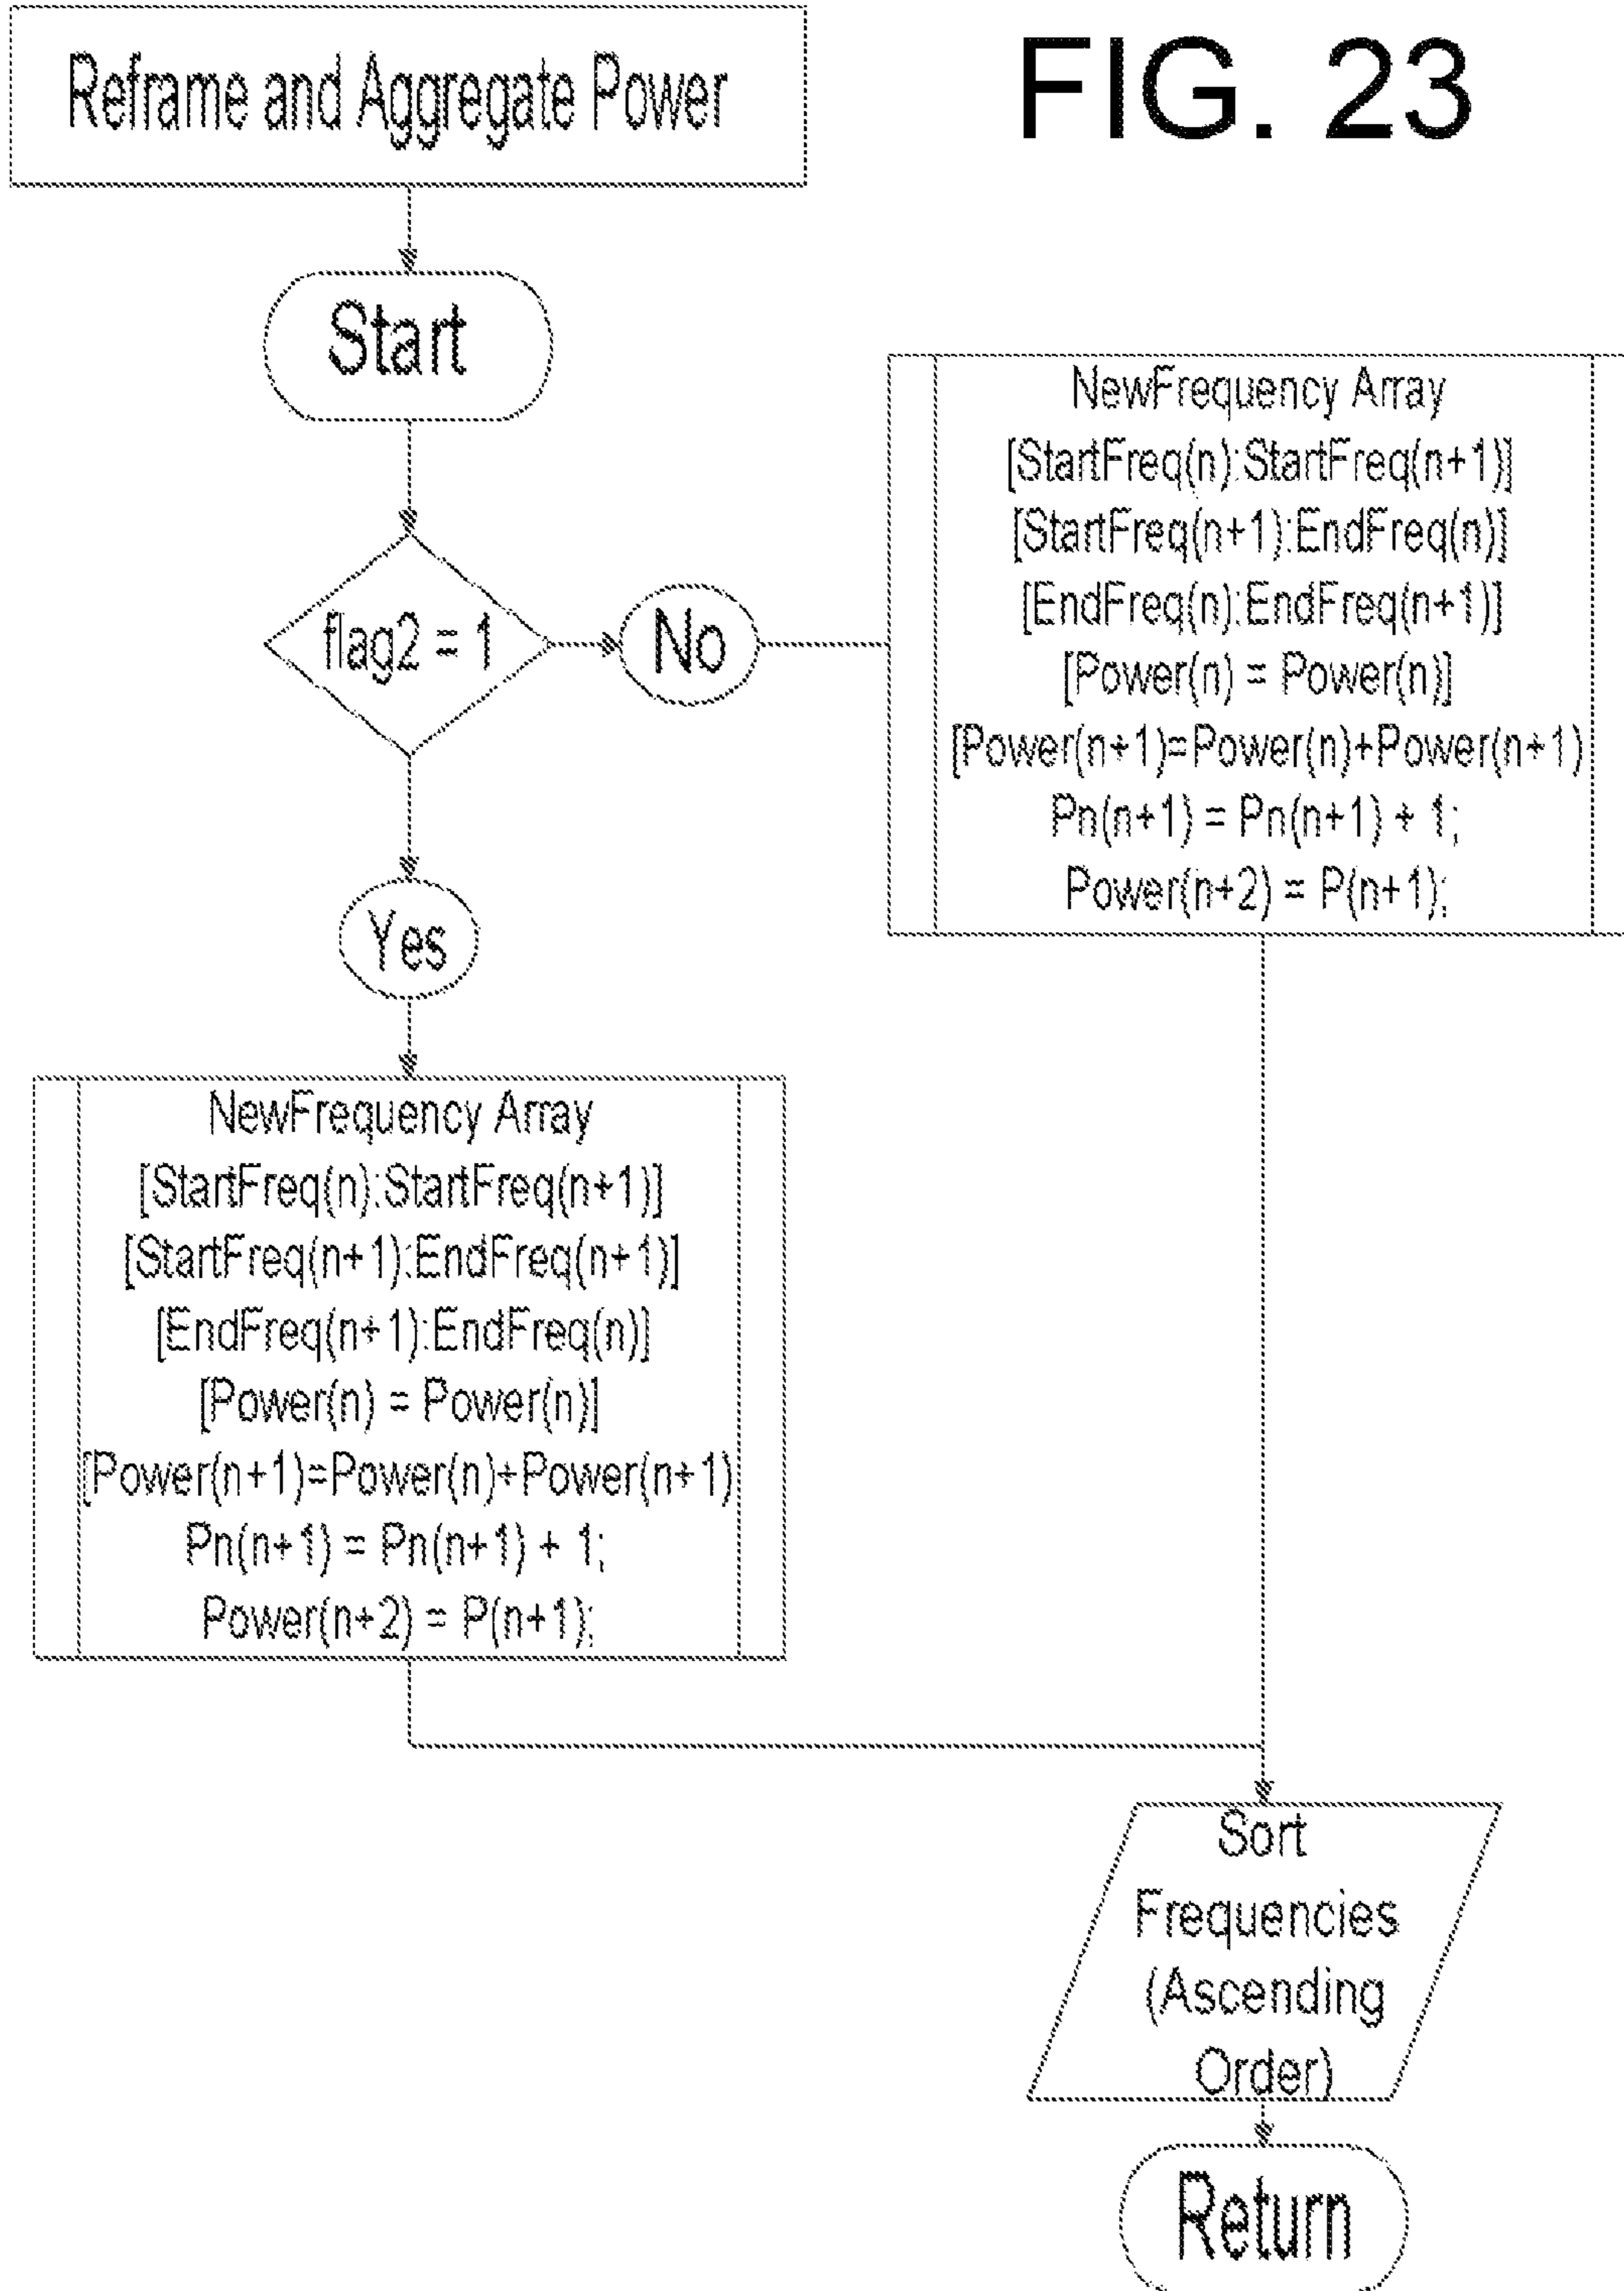 Reframe and Aggregate Power
FIG. 23
Start
flag2 = 1
No
NewFrequency Array
[StartFreq(n):StartFreq(n+1)]
[StartFreq(n+1):EndFreq(n)]
[EndFreq(n):EndFreq(n+1)]
[Power(n) = Power(n)]
[Power(n+1)=Power(n)+Power(n+1)
Pn(n+1) = Pn(n+1) + 1;
Power(n+2) = P(n+1);
Yes
NewFrequency Array
[StartFreq(n):StartFreq(n+1)]
[StartFreq(n+1):EndFreq(n+1)]
[EndFreq(n+1):EndFreq(n)]
[Power(n) = Power(n)]
[Power(n+1)=Power(n)+Power(n+1)
Pn(n+1) = Pn(n+1) + 1;
Power(n+2) = P(n+1);
Sort
Frequencies
(Ascending
Order)
Return